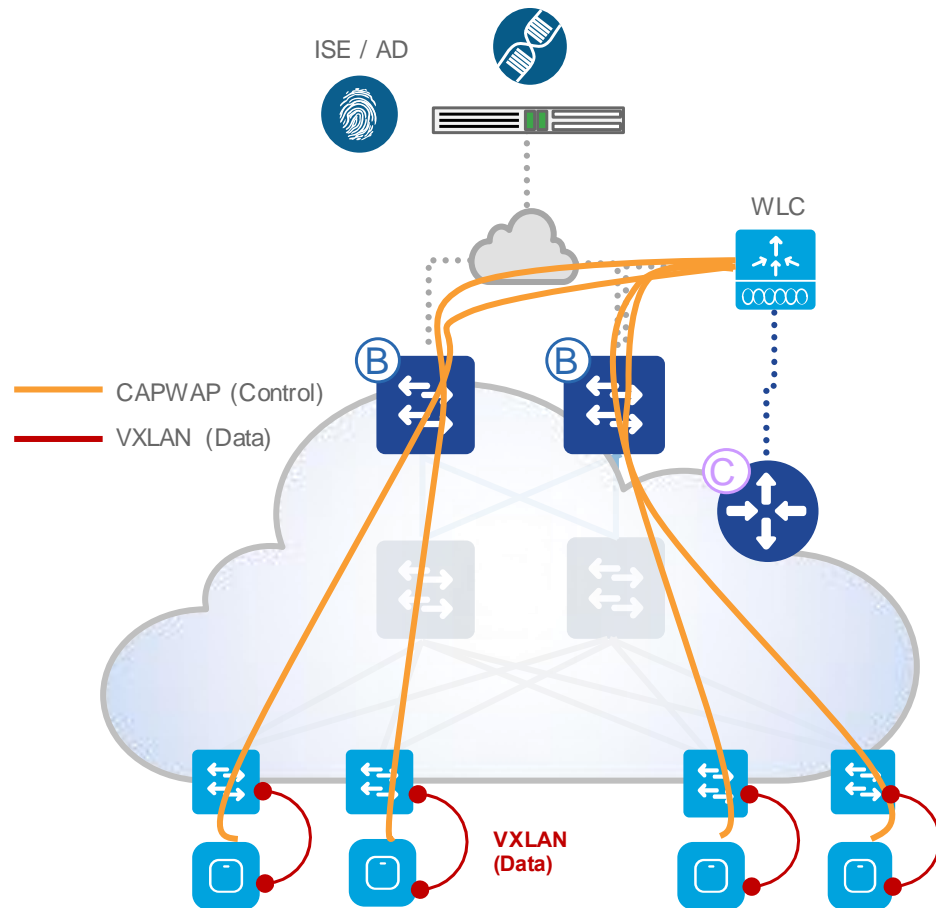 ISE / AD
WLC
B
B
CAPWAP (Control)
VXLAN (Data)
C
VXLAN
(Data)